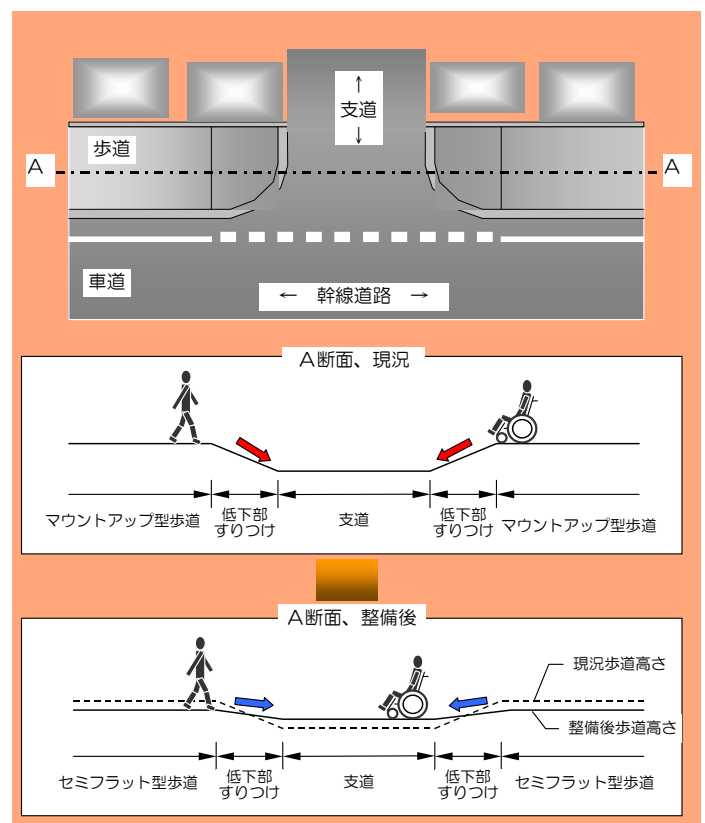 ↑
支道
↓
歩道
A
A
車道
← 幹線道路 →
A断面、現況
マウントアップ型歩道
低下部
すりつけ
支道
低下部
すりつけ
マウントアップ型歩道
A断面、整備後
現況歩道高さ
整備後歩道高さ
セミフラット型歩道
低下部
すりつけ
支道
低下部
すりつけ
セミフラット型歩道